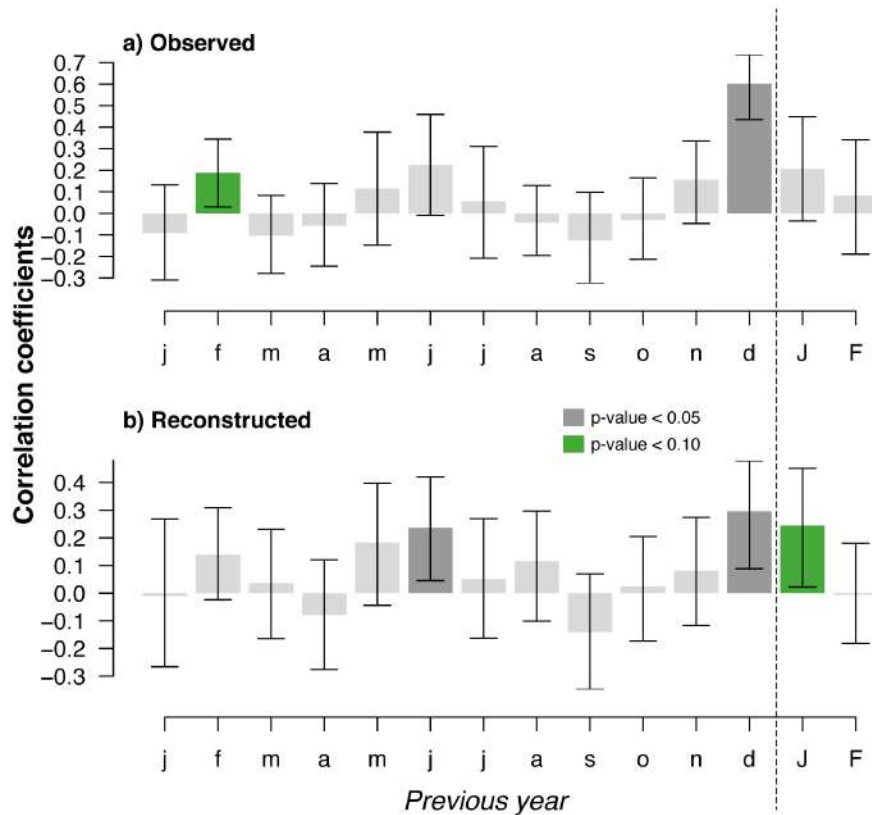 a) Observed
0.7
0.6
0.5
0.4
0.3
0.2
0.1
0.0
−0.1
−0.2
−0.3
j f m a m j j a s o n d J F
Correlation coefficients
b) Reconstructed
p-value < 0.05
p-value < 0.10
0.4
0.3
0.2
0.1
0.0
−0.1
−0.2
−0.3
j f m a m j j a s o n d J F
Previous year